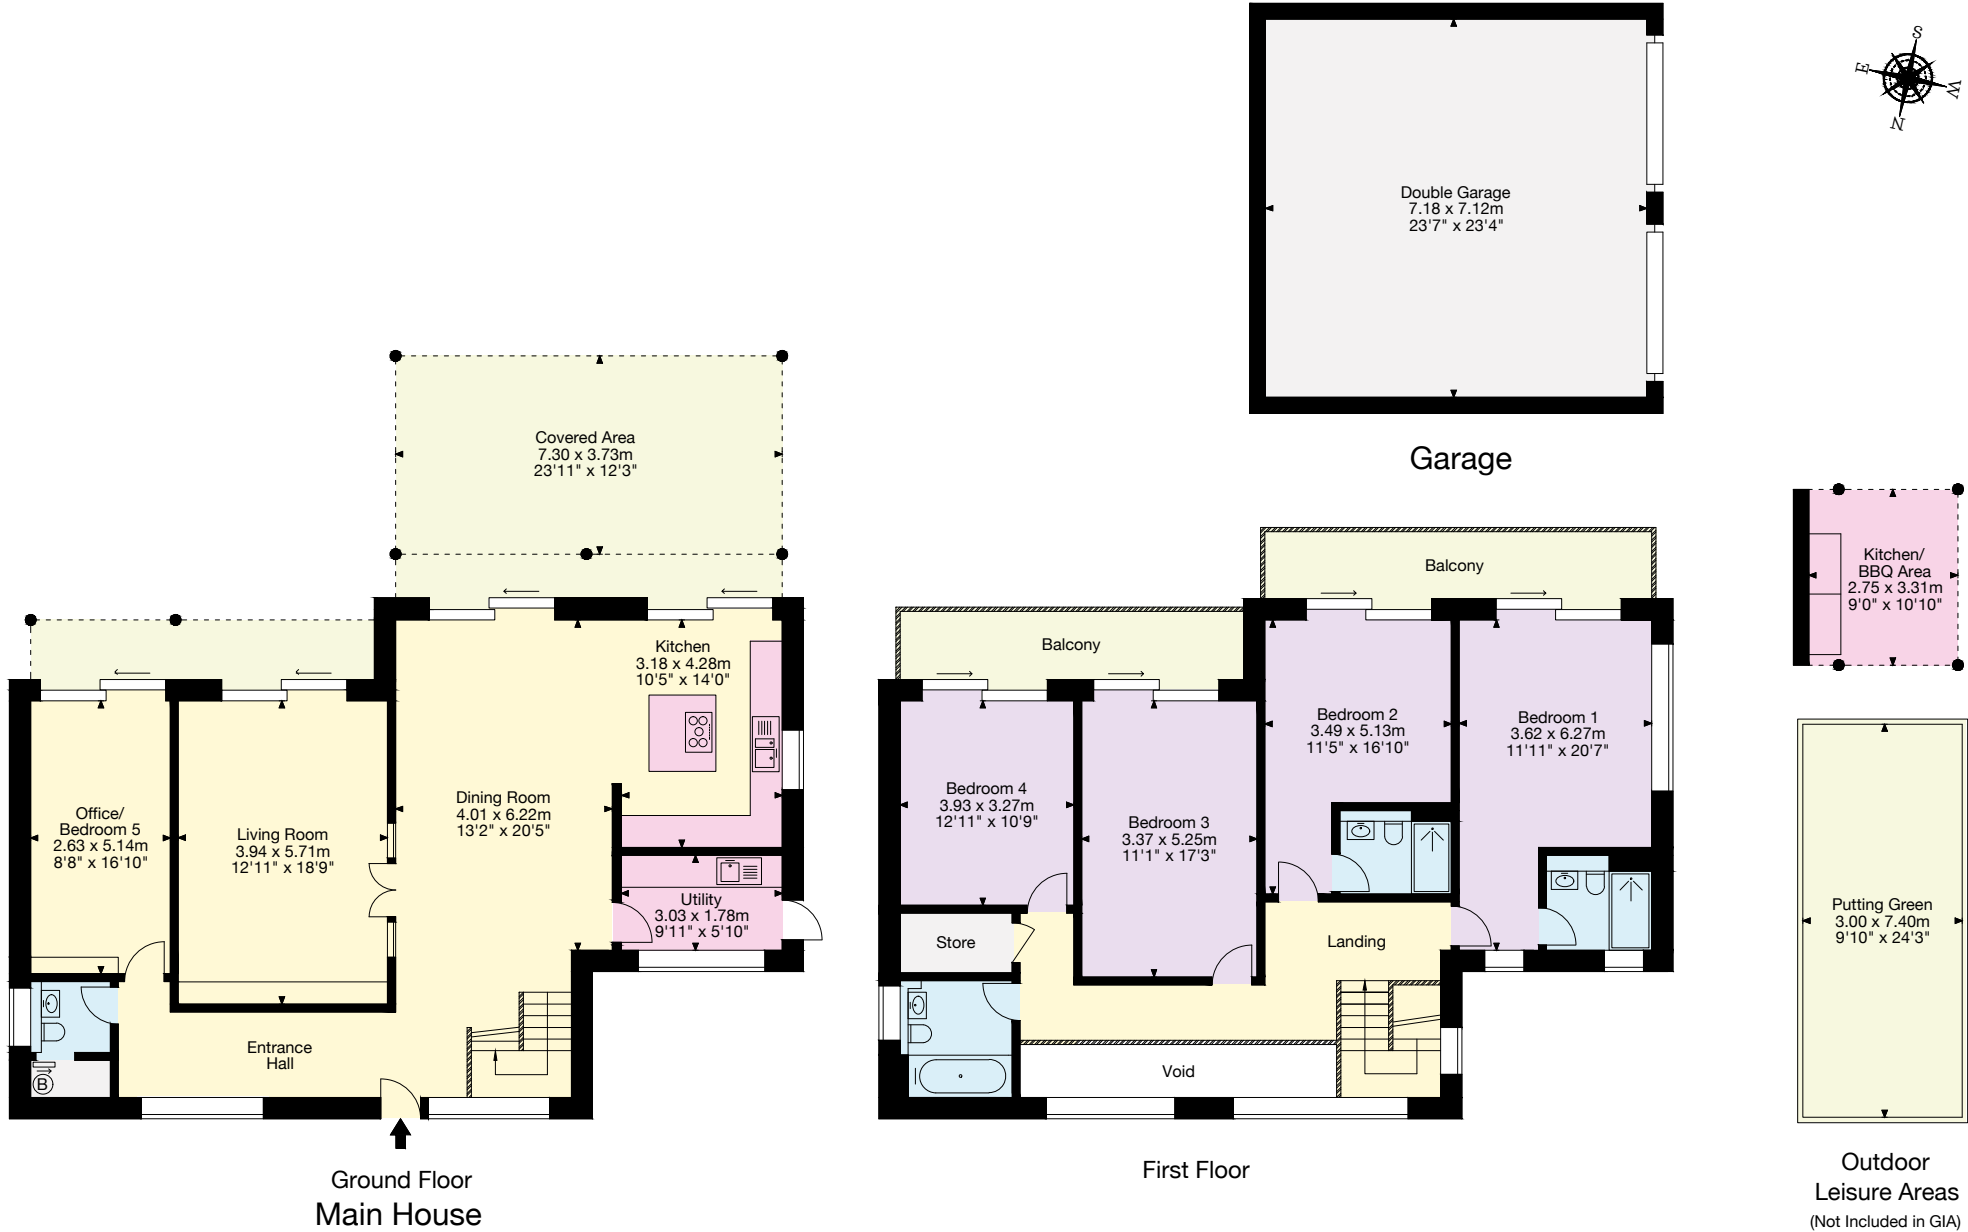 S
E
W
N
Double Garage
7.18 x 7.12m
23'7" x 23'4"
Garage
Covered Area
7.30 x 3.73m
23'11" x 12'3"
Kitchen
3.18 x 4.28m
10'5" x 14'0"
Dining Room
4.01 x 6.22m
13'2" x 20'5"
Office/
Bedroom 5
2.63 x 5.14m
8'8" x 16'10"
Living Room
3.94 x 5.71m
12'11" x 18'9"
Utility
3.03 x 1.78m
9'11" x 5'10"
Entrance
Hall
B
Ground Floor
Main House
Balcony
Balcony
Bedroom 2
3.49 x 5.13m
11'5" x 16'10"
Bedroom 1
3.62 x 6.27m
11'11" x 20'7"
Bedroom 4
3.93 x 3.27m
12'11" x 10'9"
Bedroom 3
3.37 x 5.25m
11'1" x 17'3"
Store
Landing
Void
First Floor
Kitchen/
BBQ Area
2.75 x 3.31m
9'0" x 10'10"
Putting Green
3.00 x 7.40m
9'10" x 24'3"
Outdoor
Leisure Areas
(Not Included in GIA)